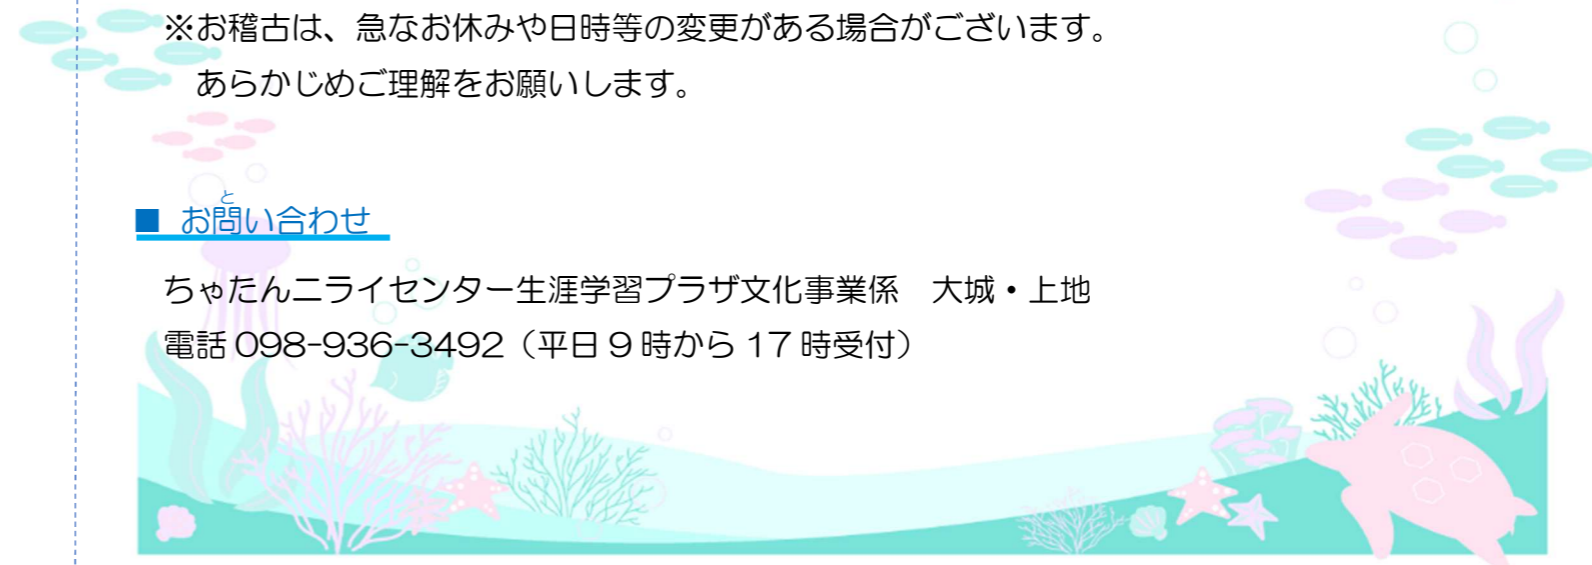 ※お稽古は、急なお休みや日時等の変更がある場合がございます。
あらかじめご理解をお願いします。
と
■ お問い合わせ
ちゃたんニライセンター生涯学習プラザ文化事業係　大城・上地
電話 098-936-3492（平日 9 時から 17 時受付）